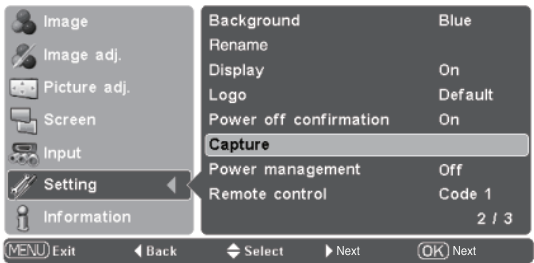 Image
Image adj.
Picture adj.
Screen
Input
Setting
Information
Background Blue
Rename
Display On
Logo Default
Power off confirmation On
Capture
Power management Off
Remote control Code 1
2 / 3
MENU Exit Back Select Next OK Next